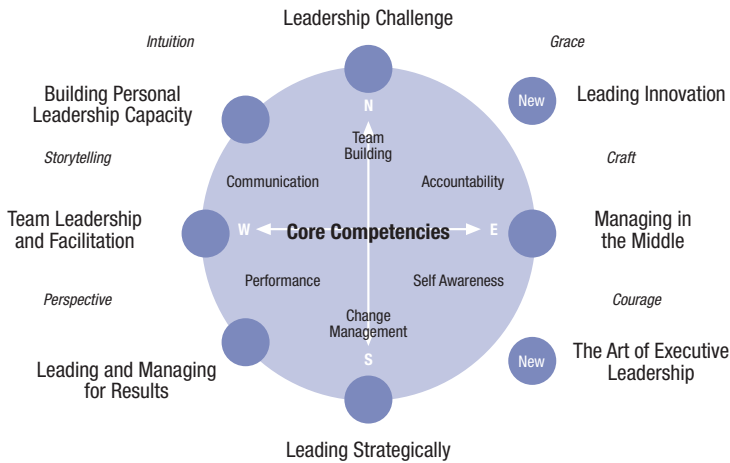 Leadership Challenge
Intuition
Grace
Building Personal
Leadership Capacity
New
Leading Innovation
N
Team
Building
Storytelling
Craft
Communication
Accountability
Team Leadership
and Facilitation
W
Core Competencies
E
Managing in
the Middle
Performance
Self Awareness
Perspective
Courage
Change
Management
S
Leading and Managing
for Results
New
The Art of Executive
Leadership
Leading Strategically